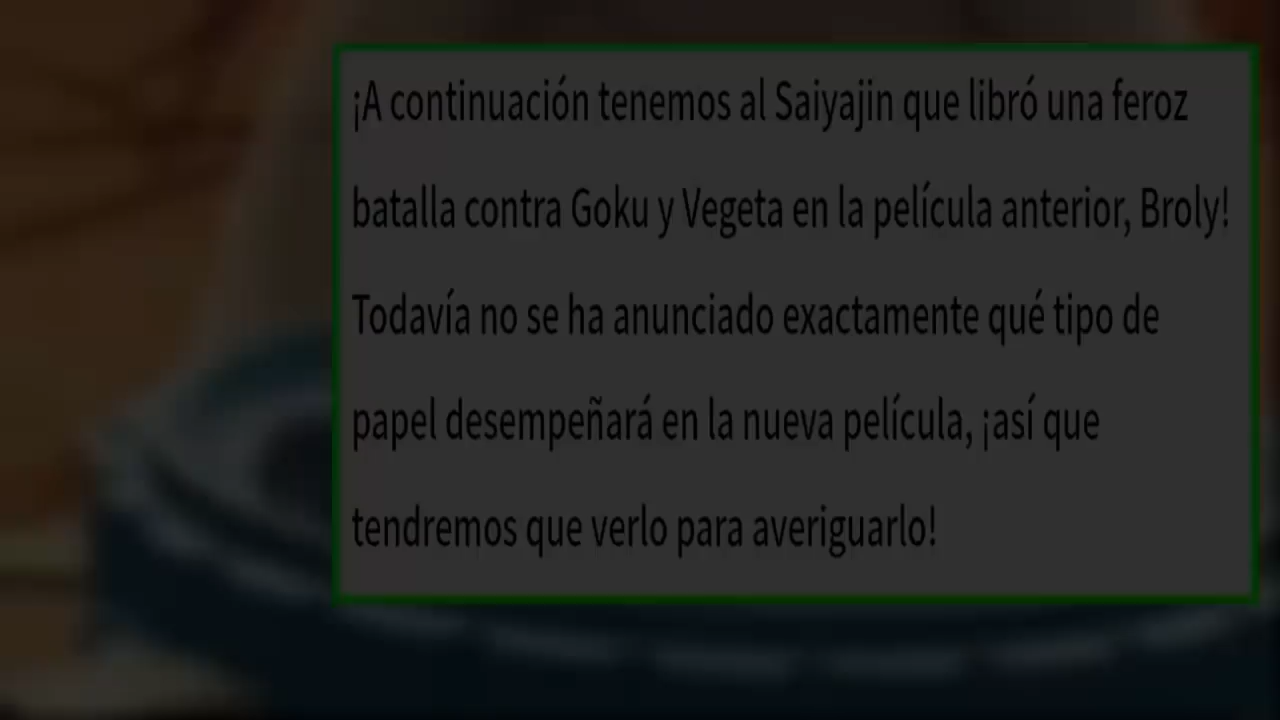 ¡A continuación tenemos al Saiyajin que libró una feroz
batalla contra Goku y Vegeta en la película anterior, Broly!
Todavía no se ha anunciado exactamente qué tipo de
papel desempeñará en la nueva película, ¡así que
tendremos que verlo para averiguarlo!